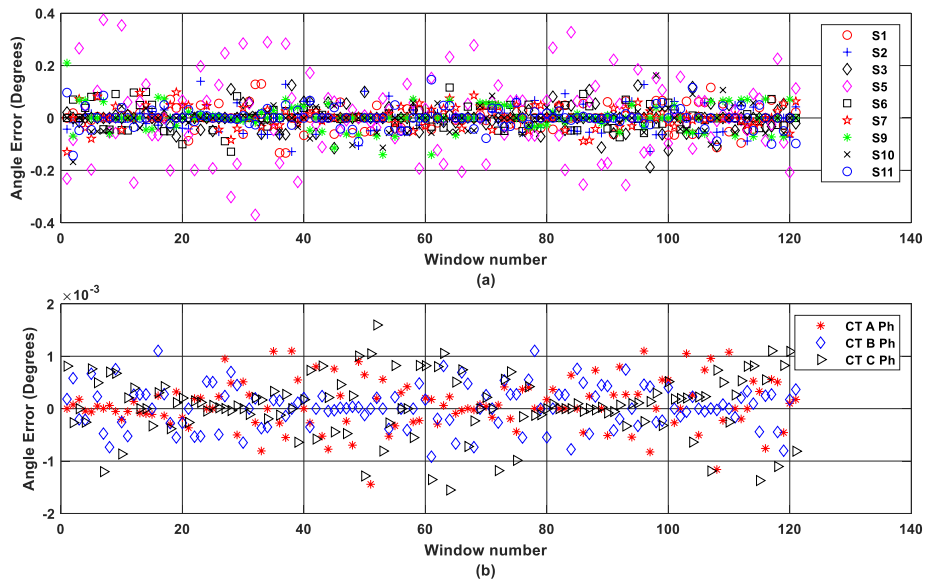 Angle Error (Degrees)
0.4
0.2
0
-0.2
-0.4
S1
S2
S3
S5
S6
S7
S9
S10
S11
0 20 40 60 80 100 120 140
Window number
(a)
×10⁻³
Angle Error (Degrees)
2
1
0
-1
-2
CT A Ph
CT B Ph
CT C Ph
0 20 40 60 80 100 120 140
Window number
(b)